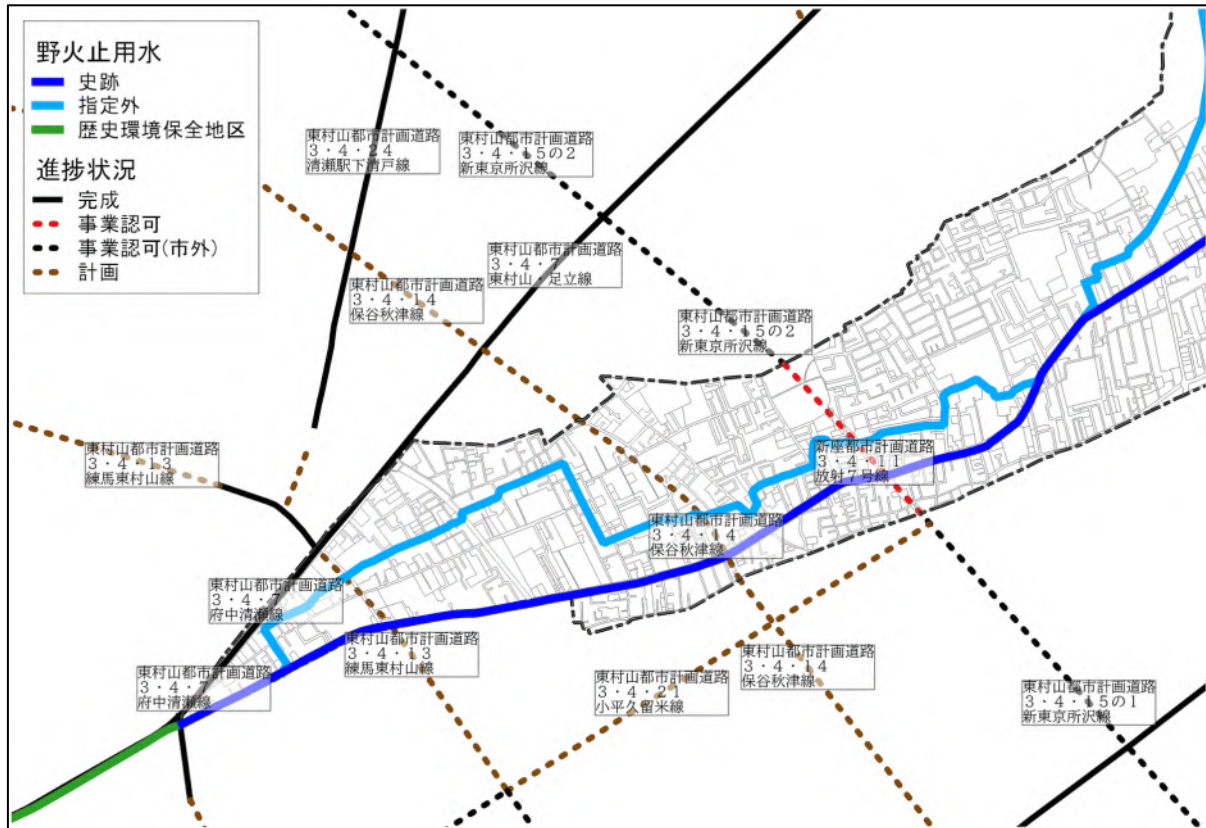 野火止用水
史跡
指定外
歴史環境保全地区
進捗状況
完成
事業認可
事業認可(市外)
計画
東村山都市計画道路
3・4・24
清瀬駅下清戸線
東村山都市計画道路
3・4・15の2
新東京所沢線
東村山都市計画道路
3・4・7
東村山・足立線
東村山都市計画道路
3・4・14
保谷秋津線
東村山都市計画道路
3・4・15の2
新東京所沢線
東村山都市計画道路
3・4・13
練馬東村山線
新座都市計画道路
3・4・11
放射7号線
東村山都市計画道路
3・4・14
保谷秋津線
東村山都市計画道路
3・4・7
府中清瀬線
東村山都市計画道路
3・4・13
練馬東村山線
東村山都市計画道路
3・4・7
府中清瀬線
東村山都市計画道路
3・4・21
小平久留米線
東村山都市計画道路
3・4・14
保谷秋津線
東村山都市計画道路
3・4・15の1
新東京所沢線